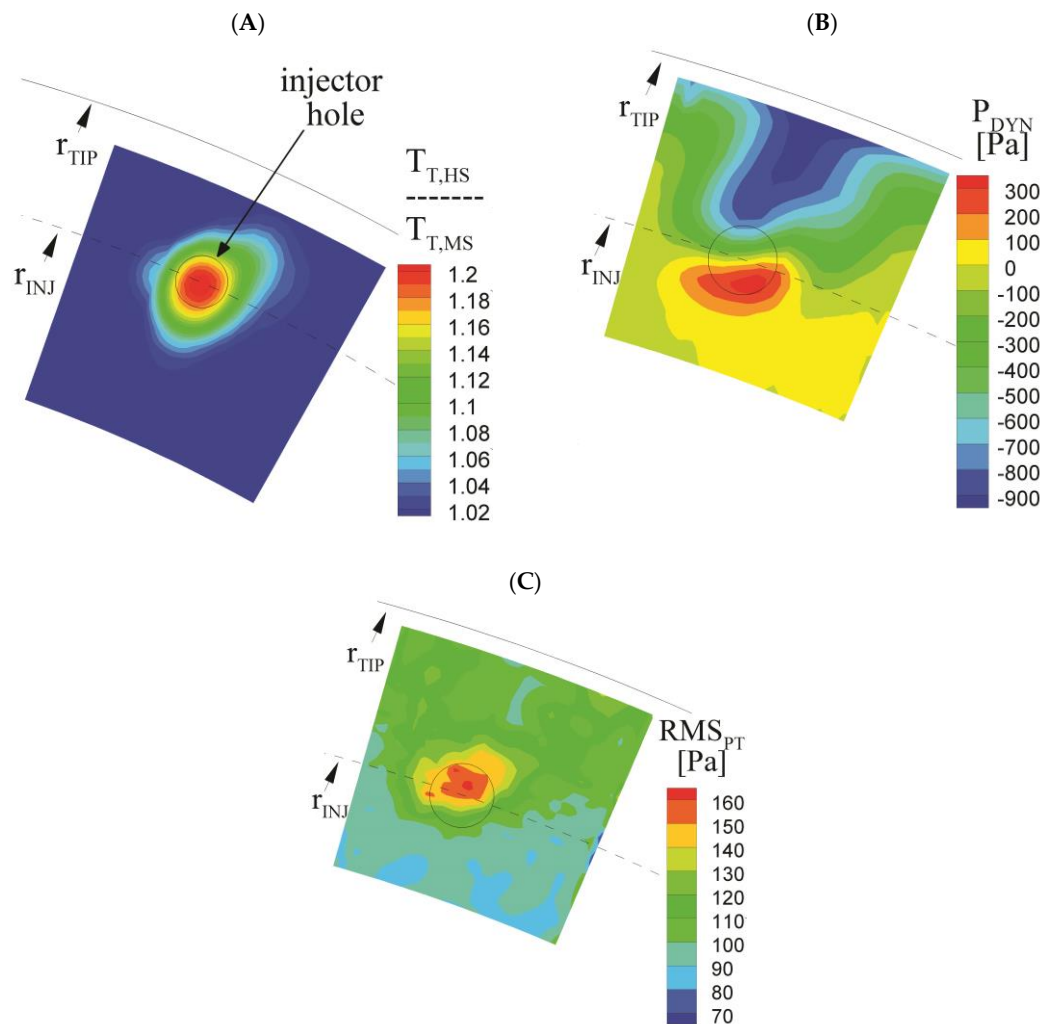 (A)
(B)
injector
hole
r_TIP
r_INJ
T_T,HS
T_T,MS
1.2
1.18
1.16
1.14
1.12
1.1
1.08
1.06
1.04
1.02
r_TIP
r_INJ
P_DYN
[Pa]
300
200
100
0
-100
-200
-300
-400
-500
-600
-700
-800
-900
(C)
r_TIP
r_INJ
RMS_PT
[Pa]
160
150
140
130
120
110
100
90
80
70